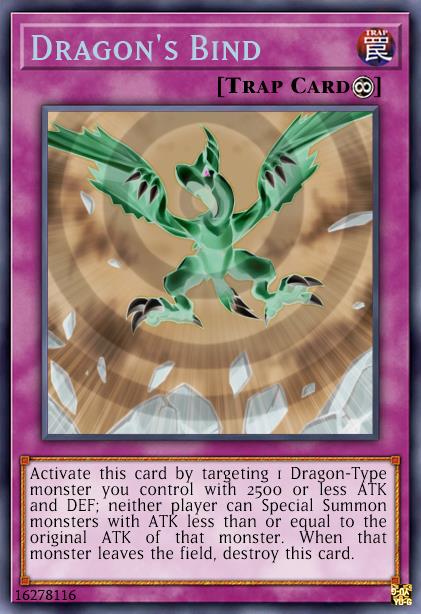 Dragon's Bind
TRAP
罠
[Trap Card]
Activate this card by targeting 1 Dragon-Type
monster you control with 2500 or less ATK
and DEF; neither player can Special Summon
monsters with ATK less than or equal to the
original ATK of that monster. When that
monster leaves the field, destroy this card.
16278116